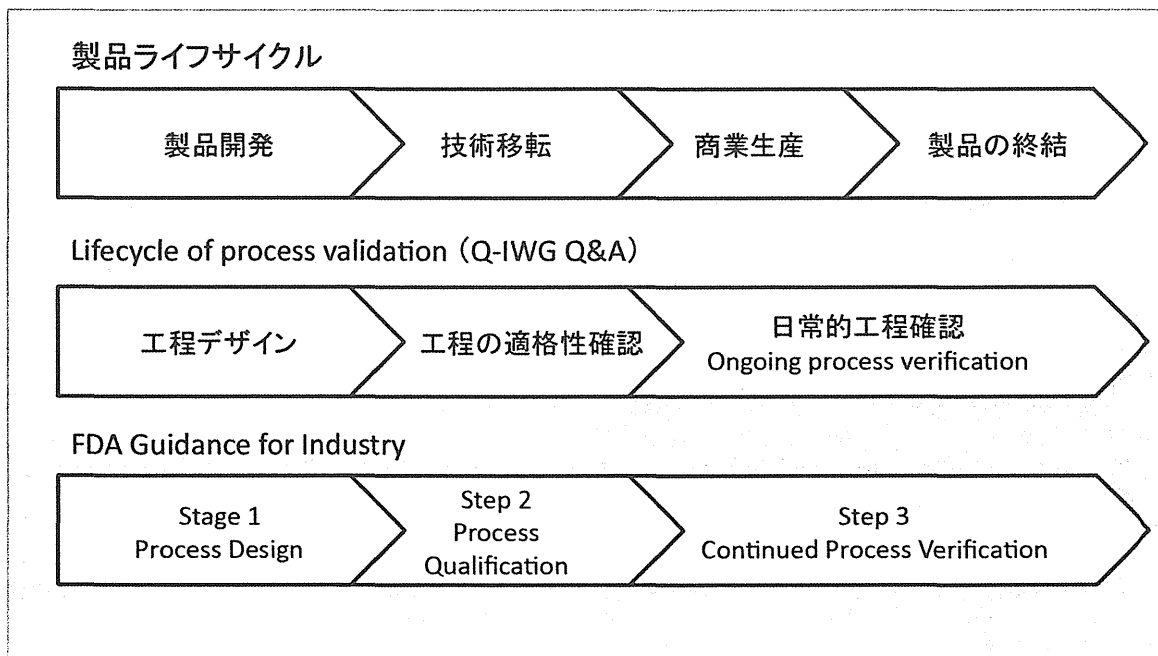 製品ライフサイクル
製品開発
技術移転
商業生産
製品の終結
Lifecycle of process validation（Q-IWG Q&A）
工程デザイン
工程の適格性確認
日常的工程確認
Ongoing process verification
FDA Guidance for Industry
Stage 1
Process Design
Step 2
Process
Qualification
Step 3
Continued Process Verification